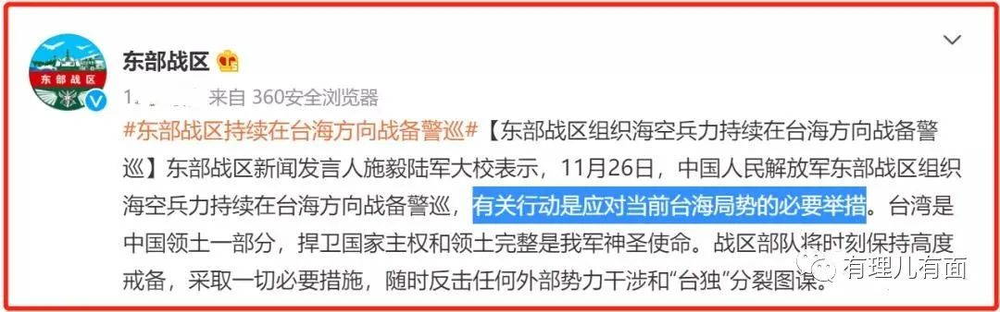 东部战区
东部战区
来自 360安全浏览器
#东部战区持续在台海方向战备警巡#【东部战区组织海空兵力持续在台海方向战备警
巡】东部战区新闻发言人施毅陆军大校表示，11月26日，中国人民解放军东部战区组织
海空兵力持续在台海方向战备警巡，有关行动是应对当前台海局势的必要举措。台湾是
中国领土一部分，捍卫国家主权和领土完整是我军神圣使命。战区部队将时刻保持高度
戒备，采取一切必要措施，随时反击任何外部势力干涉和“台独”分裂图谋。
有理儿有面